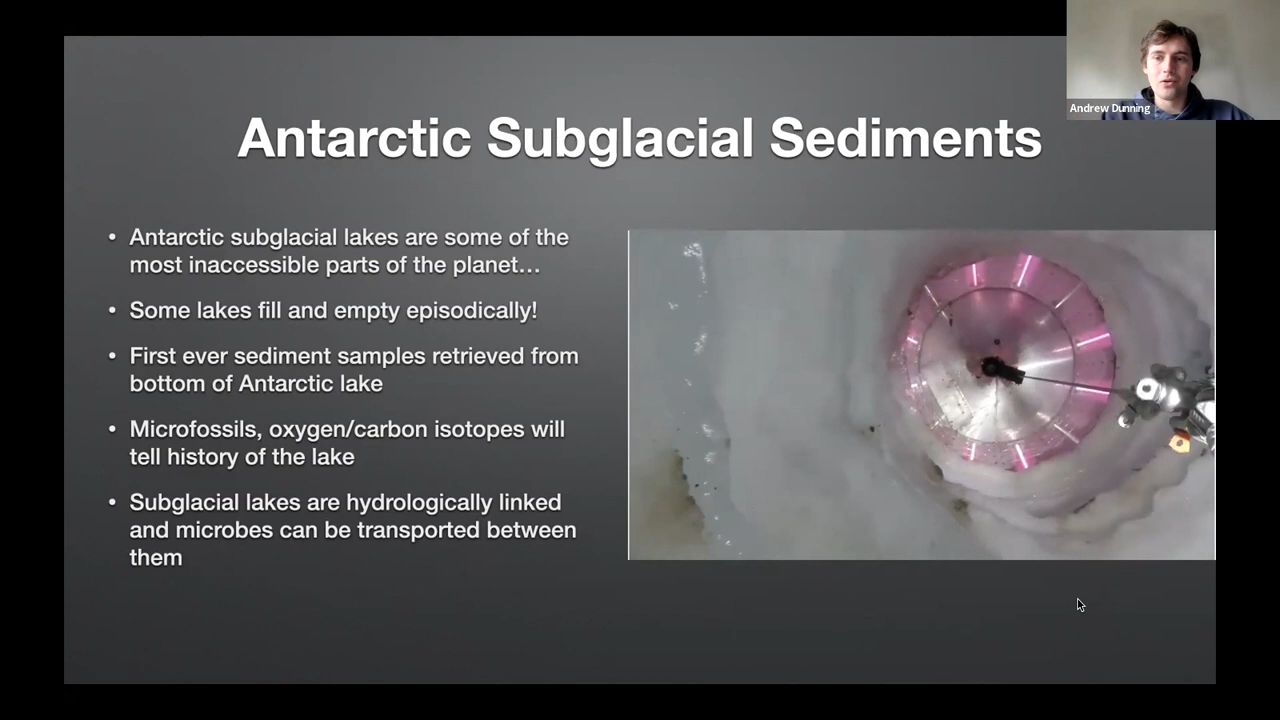 Andrew Dunning
Antarctic Subglacial Sediments
• Antarctic subglacial lakes are some of the
most inaccessible parts of the planet…
• Some lakes fill and empty episodically!
• First ever sediment samples retrieved from
bottom of Antarctic lake
• Microfossils, oxygen/carbon isotopes will
tell history of the lake
• Subglacial lakes are hydrologically linked
and microbes can be transported between
them